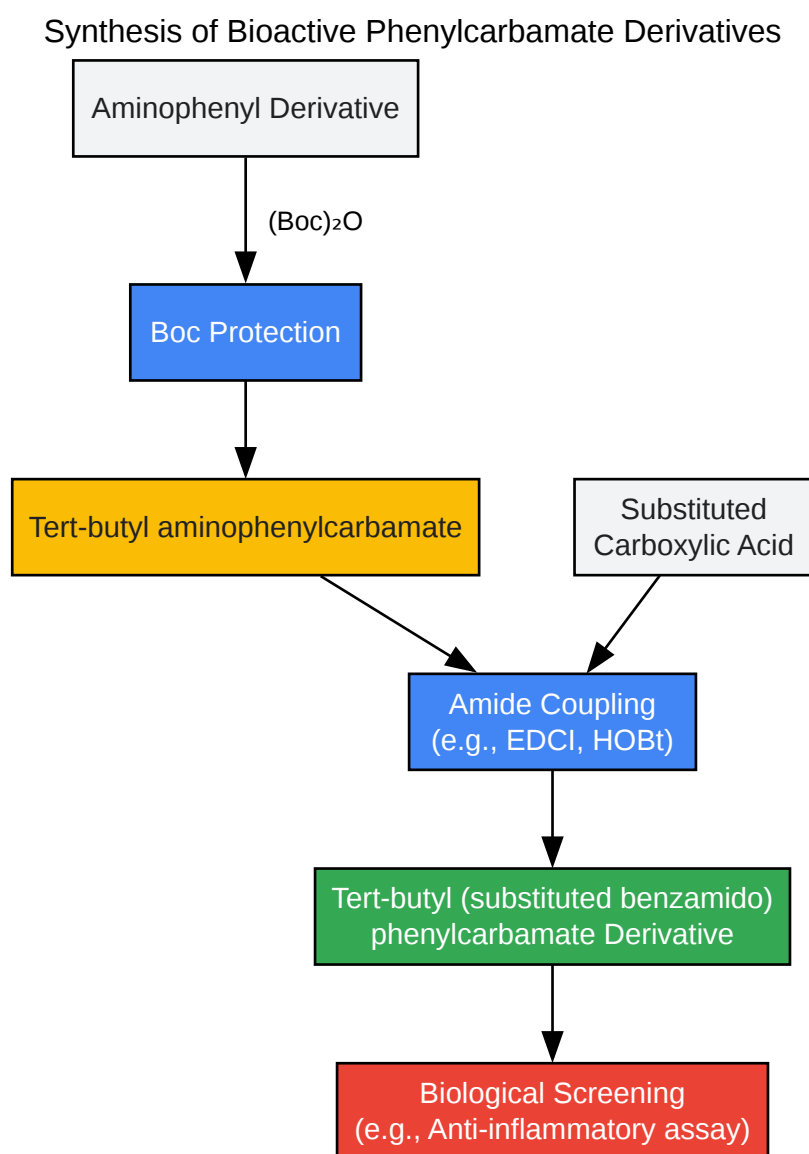 Synthesis of Bioactive Phenylcarbamate Derivatives
Aminophenyl Derivative
(Boc)₂O
Boc Protection
Tert-butyl aminophenylcarbamate
Substituted
Carboxylic Acid
Amide Coupling
(e.g., EDCI, HOBt)
Tert-butyl (substituted benzamido)
phenylcarbamate Derivative
Biological Screening
(e.g., Anti-inflammatory assay)